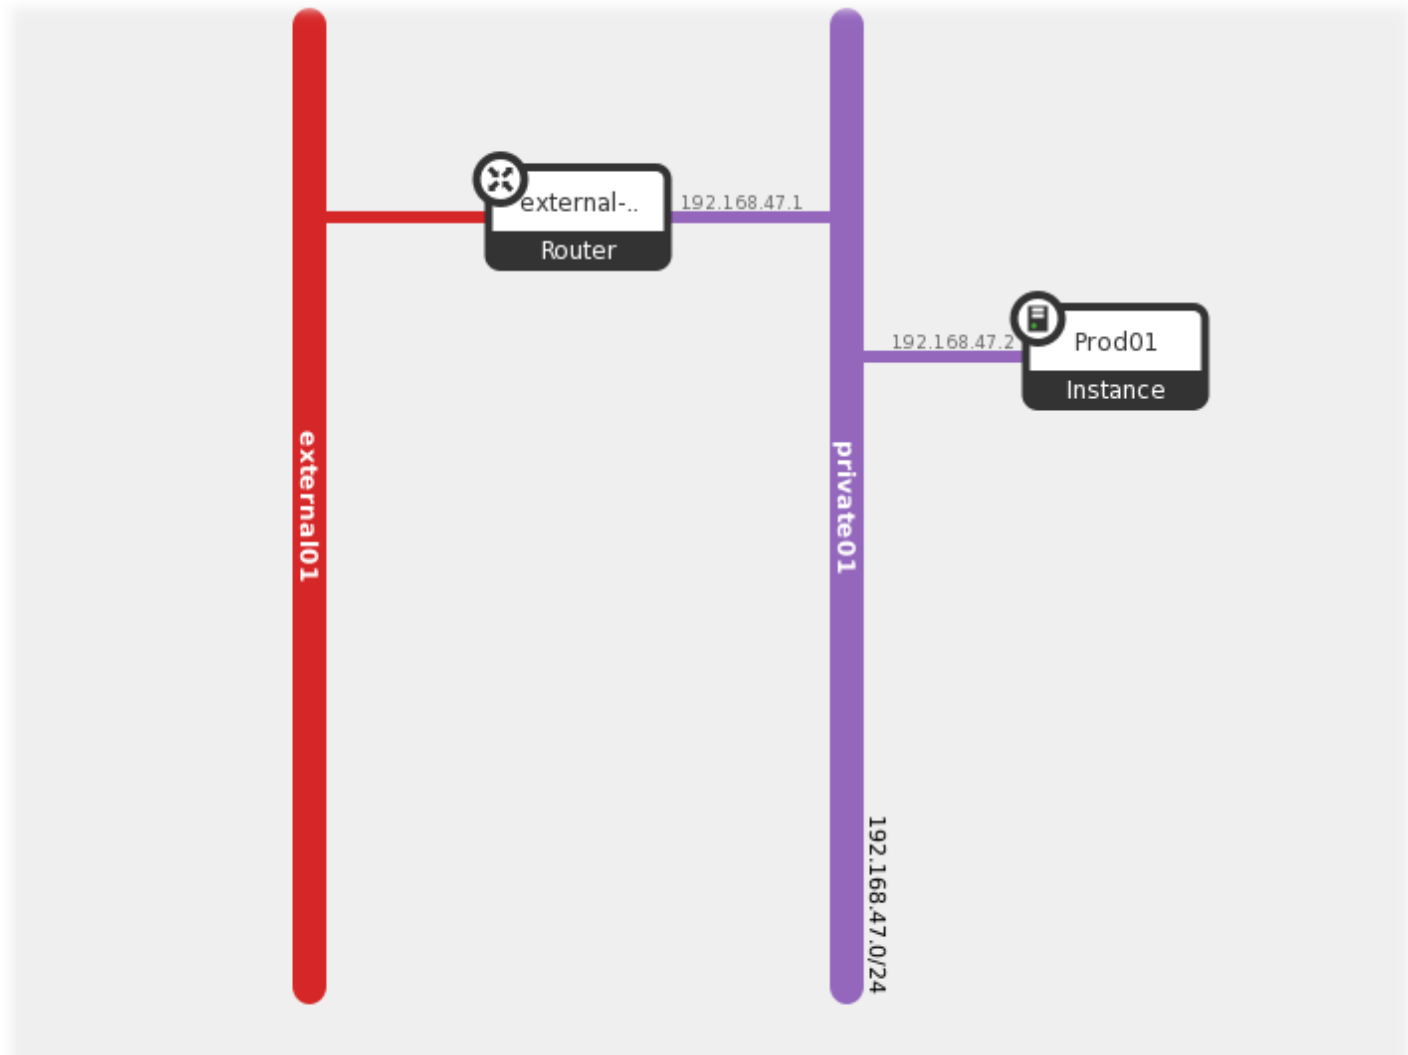 external-..
Router
192.168.47.1
192.168.47.2
Prod01
Instance
external01
private01
192.168.47.0/24